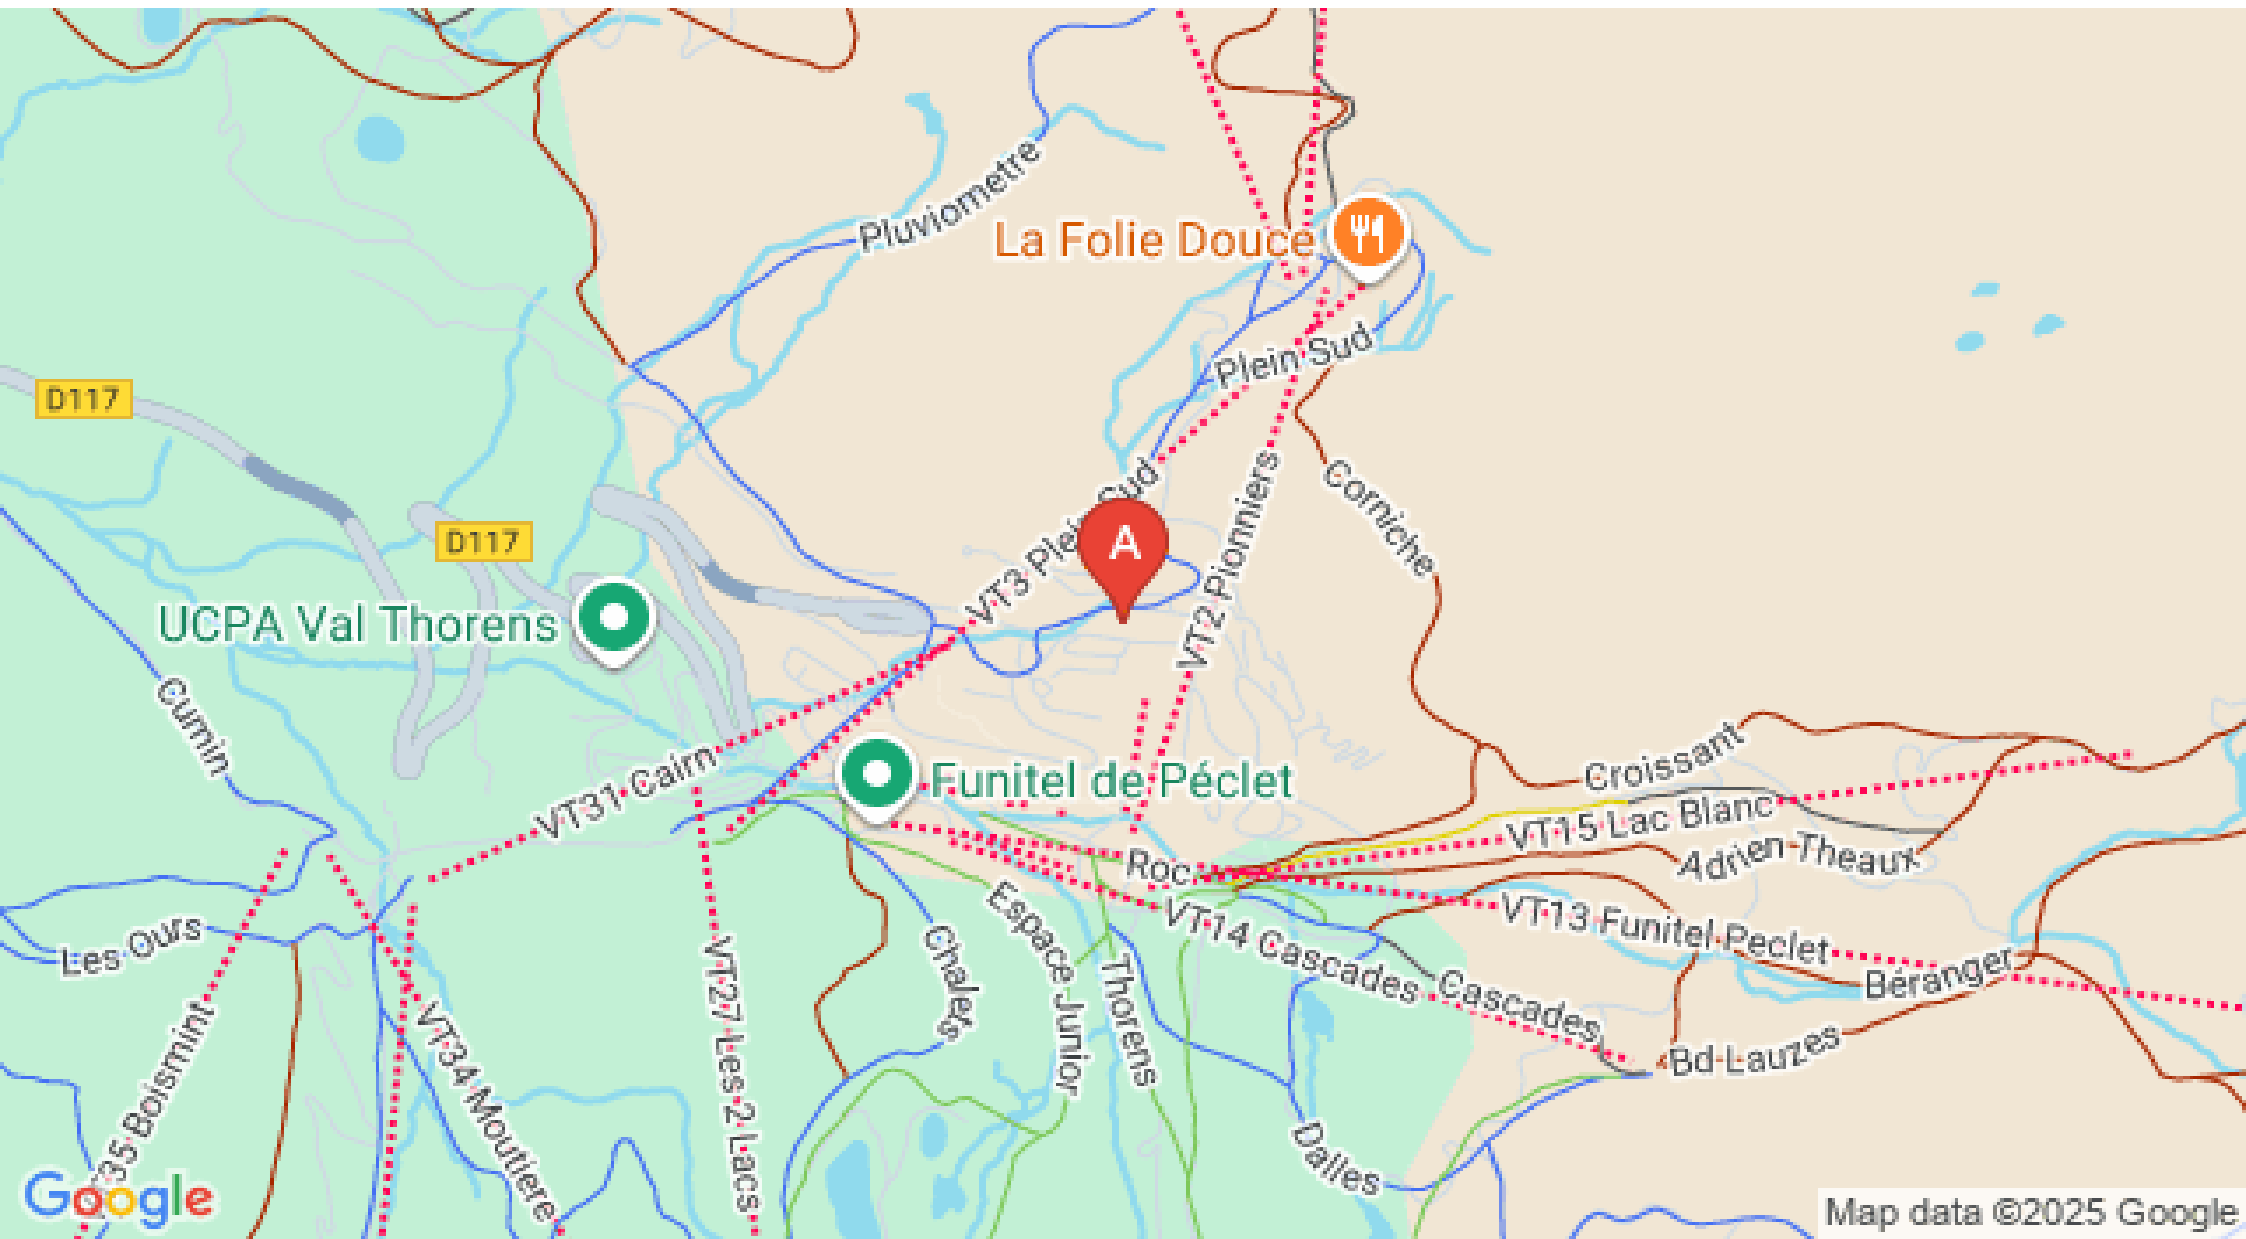 Pluviometre
La Folie Douce
Plein Sud
D117
Corniche
VT3 Plein Sud
VT2 Pionniers
A
D117
UCPA Val Thorens
Cumin
Funitel de Péclet
VT31 Cairn
Croissant
VT15 Lac Blanc
Adrien Theaux
Roc
Espace Junior
VT14 Cascades
VT13 Funitel Peclet
Les Ours
Chalets
Thorens
Cascades
Béranger
Bd Lauzes
35 Boismint
VT34 Moutiere
VT27 Les 2 Lacs
Dalles
Google
Map data ©2025 Google